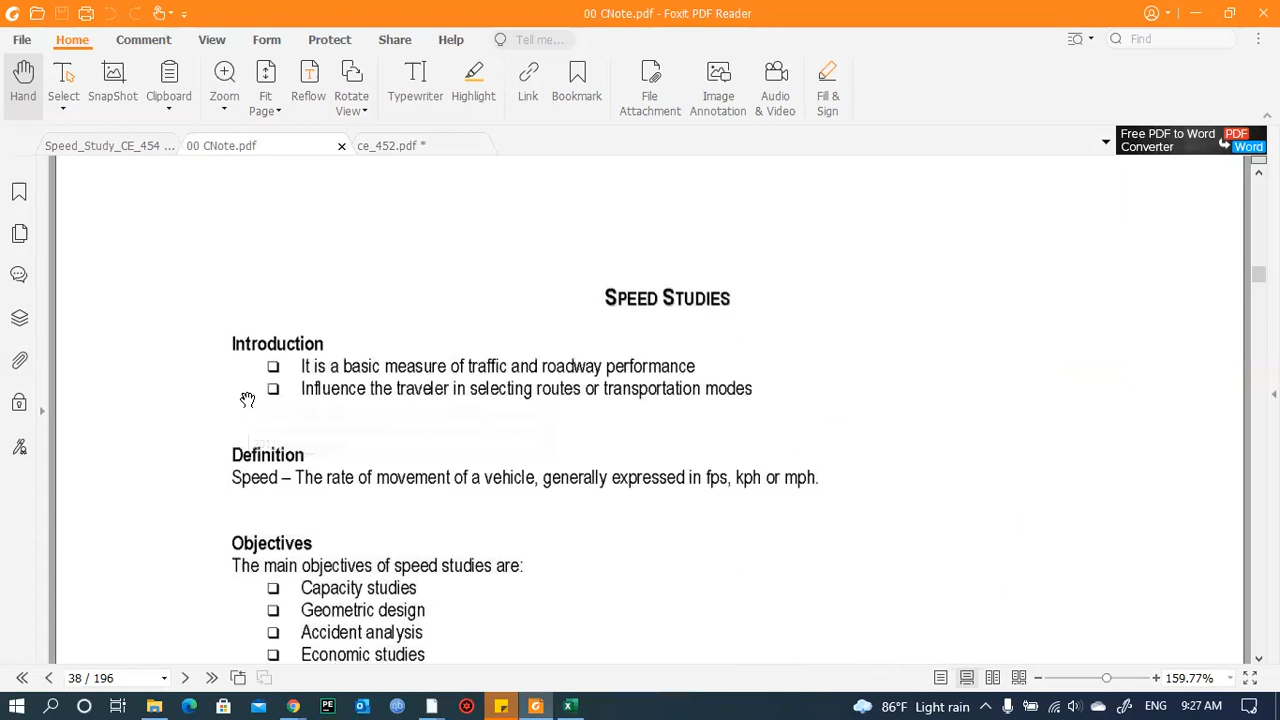 00 CNote.pdf - Foxit PDF Reader
File Home Comment View Form Protect Share Help Tell me... Find
Hand Select SnapShot Clipboard Zoom Fit Page Reflow Rotate View Typewriter Highlight Link Bookmark File Attachment Image Annotation Audio & Video Fill & Sign
Speed_Study_CE_454 ... 00 CNote.pdf ce_452.pdf *
Free PDF to Word PDF
Converter Word
SPEED STUDIES
Introduction
❑ It is a basic measure of traffic and roadway performance
❑ Influence the traveler in selecting routes or transportation modes
Definition
Speed – The rate of movement of a vehicle, generally expressed in fps, kph or mph.
Objectives
The main objectives of speed studies are:
❑ Capacity studies
❑ Geometric design
❑ Accident analysis
❑ Economic studies
38 / 196 159.77%
86°F Light rain ENG 9:27 AM